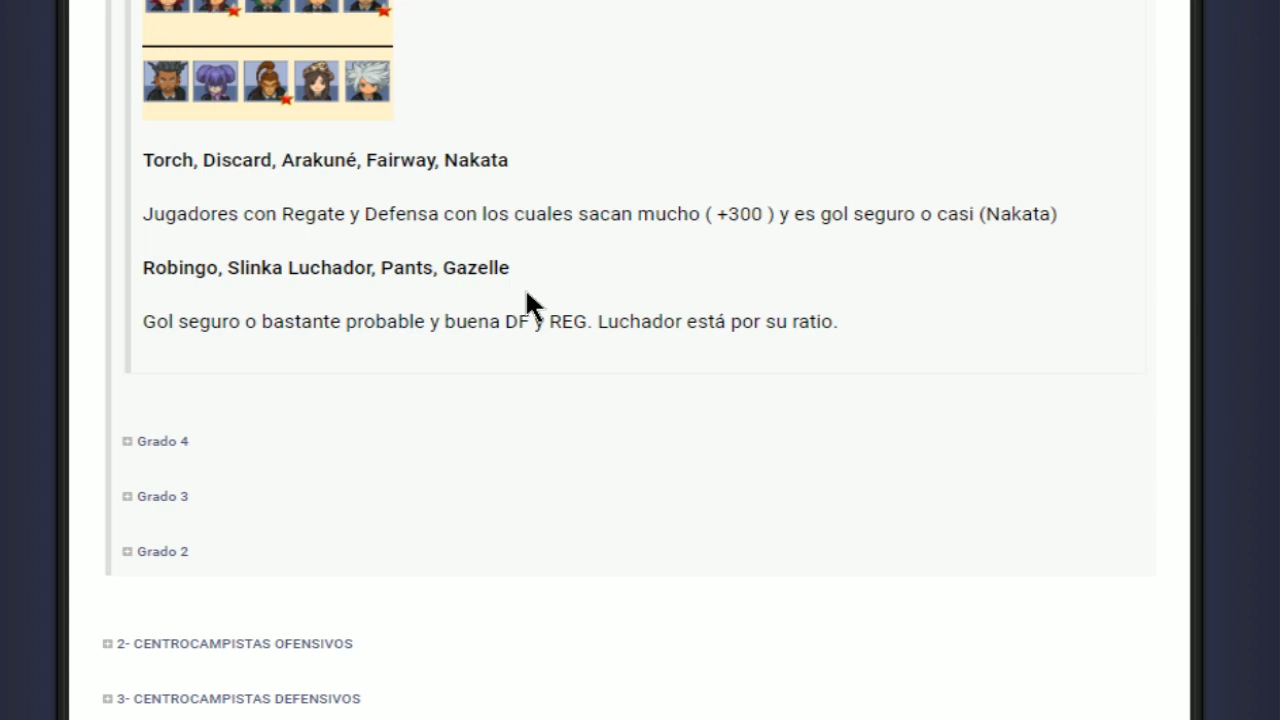 Torch, Discard, Arakuné, Fairway, Nakata
Jugadores con Regate y Defensa con los cuales sacan mucho ( +300 ) y es gol seguro o casi (Nakata)
Robingo, Slinka Luchador, Pants, Gazelle
Gol seguro o bastante probable y buena DF y REG. Luchador está por su ratio.
Grado 4
Grado 3
Grado 2
2- CENTROCAMPISTAS OFENSIVOS
3- CENTROCAMPISTAS DEFENSIVOS